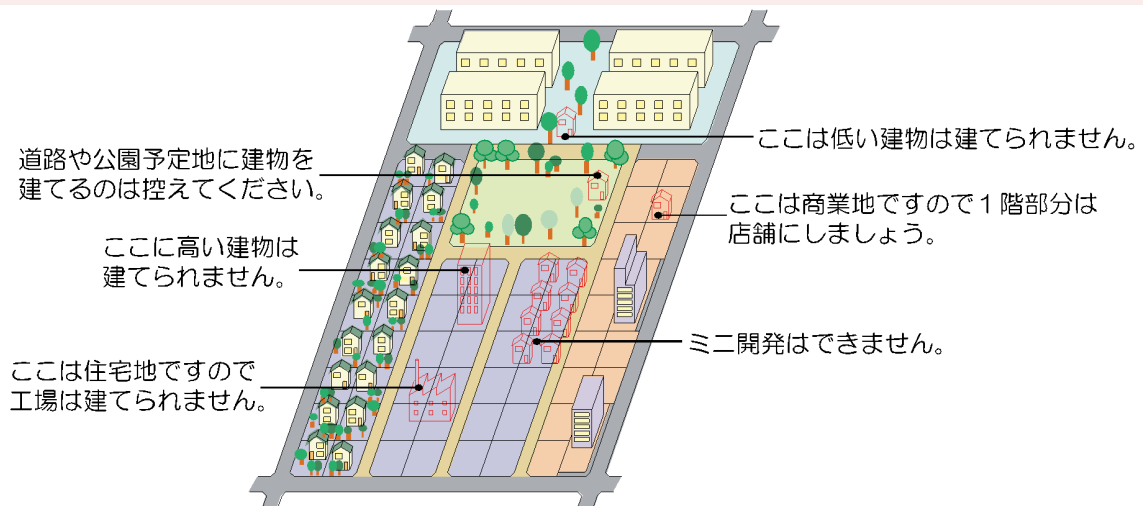 ここは低い建物は建てられません。
道路や公園予定地に建物を
建てるのは控えてください。
ここは商業地ですので１階部分は
店舗にしましょう。
ここに高い建物は
建てられません。
ミニ開発はできません。
ここは住宅地ですので
工場は建てられません。